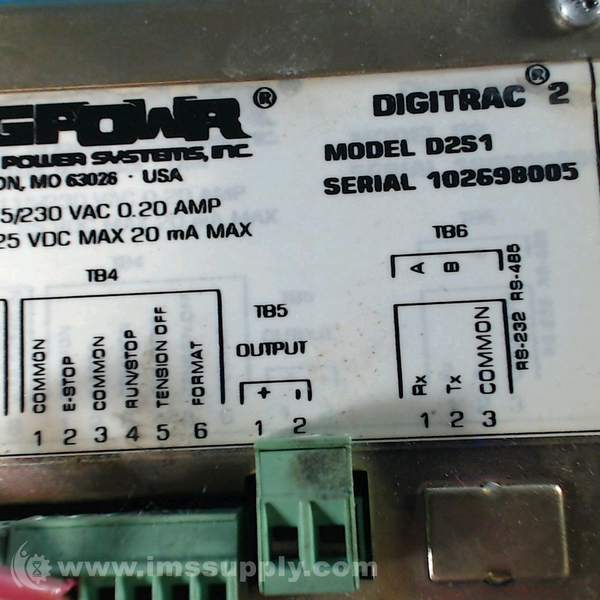 GPOWR®
POWER SYSTEMS, INC.
ON, MO 63026 · USA
5/230 VAC 0.20 AMP
25 VDC MAX 20 mA MAX
DIGITRAC® 2
MODEL D2S1
SERIAL 102698005
TB4
COMMON
E-STOP
COMMON
RUN/STOP
TENSION OFF
FORMAT
1 2 3 4 5 6
TB5
OUTPUT
+ -
1 2
TB6
A B RS-485
Rx Tx COMMON RS-232
1 2 3
www.imssupply.com